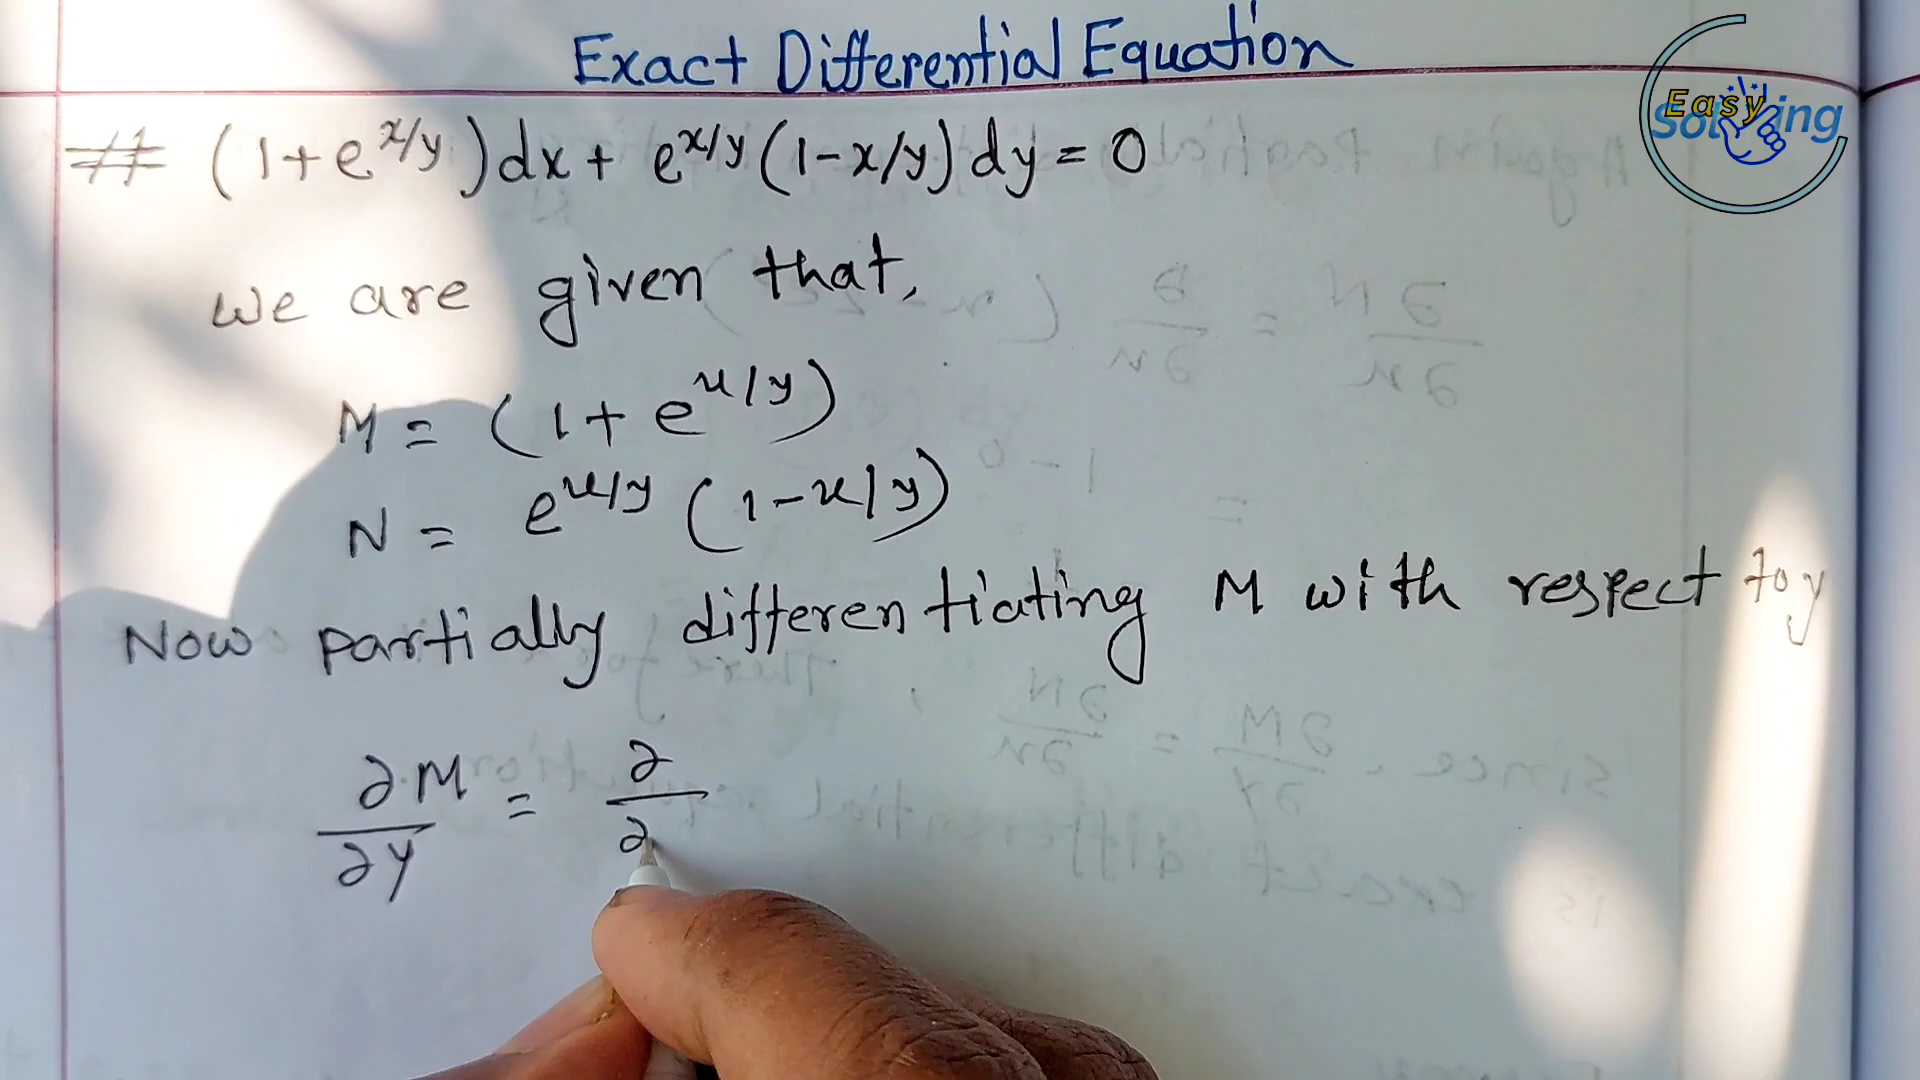 Exact Differential Equation
Easy Solving
# (1+e^x/y)dx + e^x/y(1-x/y)dy = 0
we are given that,
M = (1+e^x/y)
N = e^x/y (1-x/y)
Now partially differentiating M with respect to y
∂M/∂y = ∂/∂